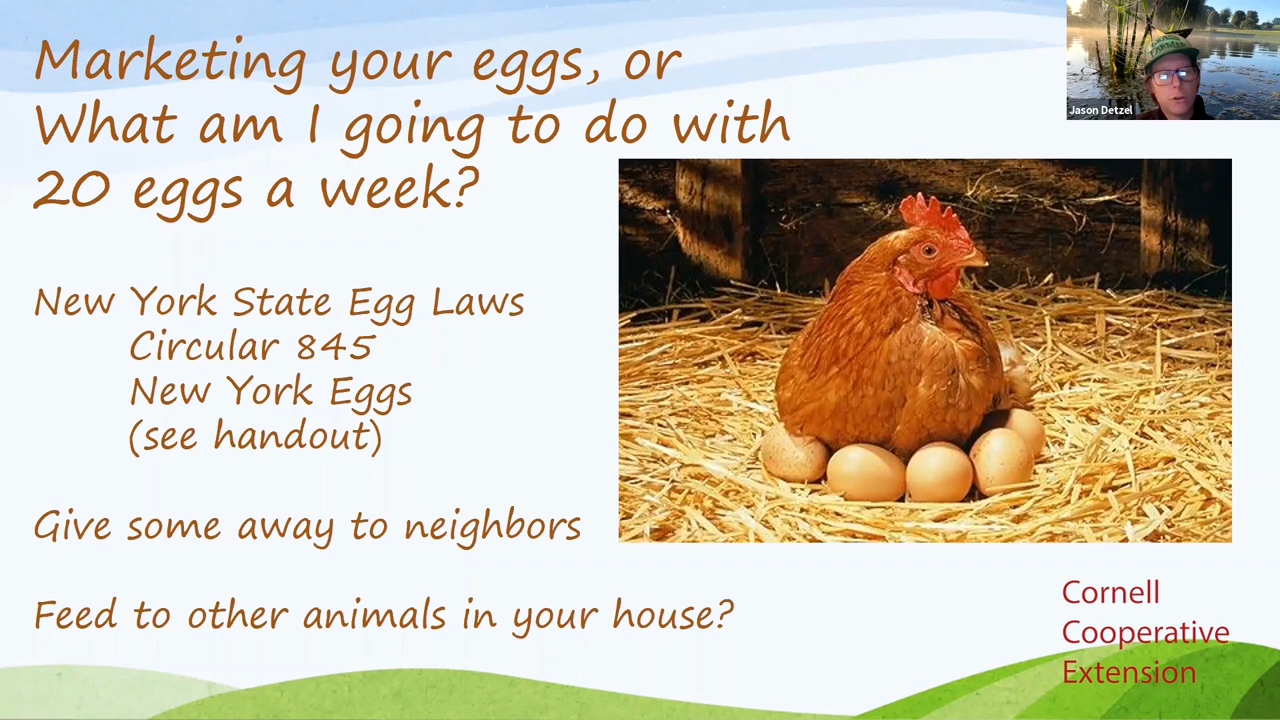 Marketing your eggs, or
What am I going to do with
20 eggs a week?
New York State Egg Laws
Circular 845
New York Eggs
(see handout)
Give some away to neighbors
Feed to other animals in your house?
Jason Detzel
Cornell
Cooperative
Extension